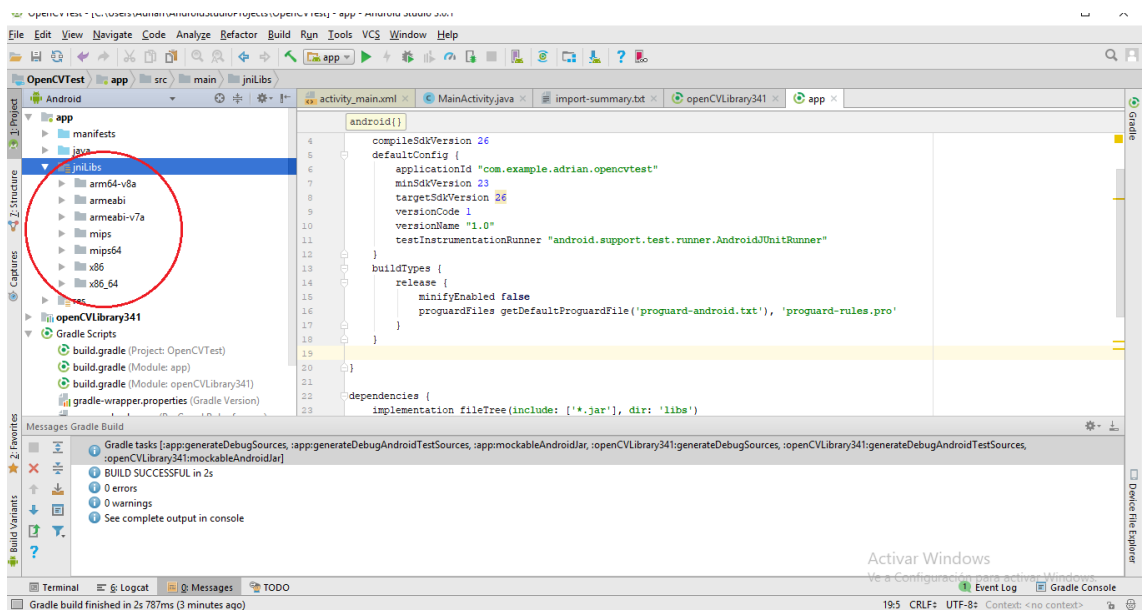 OpenCVTest - [C:\Users\Adrian\AndroidStudioProjects\OpenCVTest] - app - Android Studio 3.0.1
File Edit View Navigate Code Analyze Refactor Build Run Tools VCS Window Help
app
OpenCVTest app src main jniLibs
Android
activity_main.xml MainActivity.java import-summary.txt openCVLibrary341 app
1: Project
Z: Structure
Captures
2: Favorites
Build Variants
app
manifests
java
jniLibs
arm64-v8a
armeabi
armeabi-v7a
mips
mips64
x86
x86_64
res
openCVLibrary341
Gradle Scripts
build.gradle (Project: OpenCVTest)
build.gradle (Module: app)
build.gradle (Module: openCVLibrary341)
gradle-wrapper.properties (Gradle Version)
android{}
4 compileSdkVersion 26
5 defaultConfig {
6 applicationId "com.example.adrian.opencvtest"
7 minSdkVersion 23
8 targetSdkVersion 26
9 versionCode 1
10 versionName "1.0"
11 testInstrumentationRunner "android.support.test.runner.AndroidJUnitRunner"
12 }
13 buildTypes {
14 release {
15 minifyEnabled false
16 proguardFiles getDefaultProguardFile('proguard-android.txt'), 'proguard-rules.pro'
17 }
18 }
19
20 }
21
22 dependencies {
23 implementation fileTree(include: ['*.jar'], dir: 'libs')
Gradle
Device File Explorer
Messages Gradle Build
Gradle tasks [:app:generateDebugSources, :app:generateDebugAndroidTestSources, :app:mockableAndroidJar, :openCVLibrary341:generateDebugSources, :openCVLibrary341:generateDebugAndroidTestSources,
:openCVLibrary341:mockableAndroidJar]
BUILD SUCCESSFUL in 2s
0 errors
0 warnings
See complete output in console
Activar Windows
Ve a Configuración para activar Windows.
Terminal 6: Logcat 0: Messages TODO 1 Event Log Gradle Console
Gradle build finished in 2s 787ms (3 minutes ago) 19:5 CRLF UTF-8 Context: <no context>